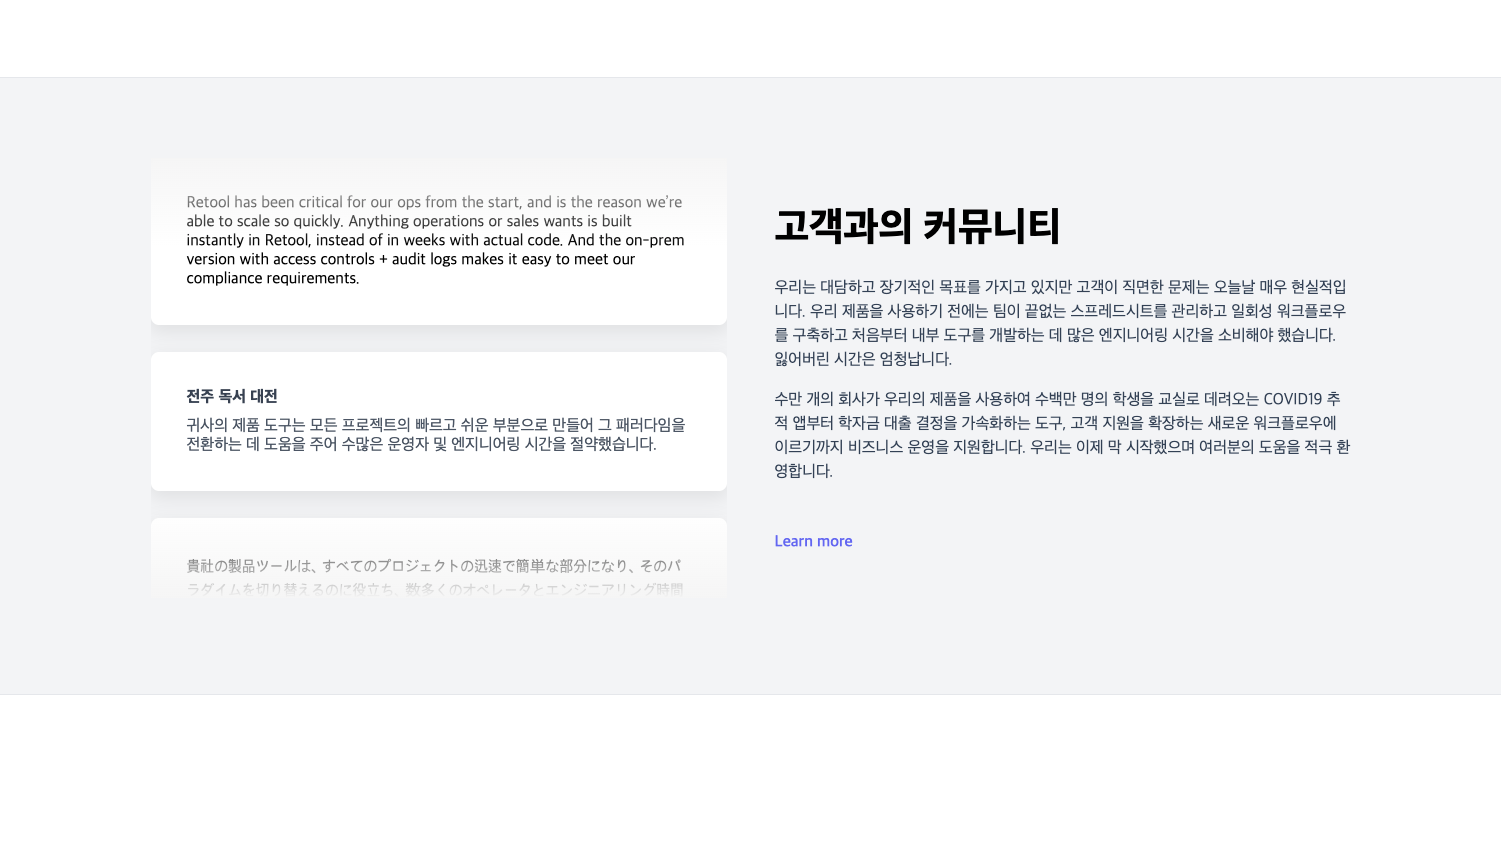 Retool has been critical for our ops from the start, and is the reason we're
able to scale so quickly. Anything operations or sales wants is built
instantly in Retool, instead of in weeks with actual code. And the on-prem
version with access controls + audit logs makes it easy to meet our
compliance requirements.
전주 독서 대전
귀사의 제품 도구는 모든 프로젝트의 빠르고 쉬운 부분으로 만들어 그 패러다임을
전환하는 데 도움을 주어 수많은 운영자 및 엔지니어링 시간을 절약했습니다.
貴社の製品ツールは、すべてのプロジェクトの迅速で簡単な部分になり、そのパ
ラダイムを切り替えるのに役立ち、数多くのオペレータとエンジニアリング時間
고객과의 커뮤니티
우리는 대담하고 장기적인 목표를 가지고 있지만 고객이 직면한 문제는 오늘날 매우 현실적입
니다. 우리 제품을 사용하기 전에는 팀이 끝없는 스프레드시트를 관리하고 일회성 워크플로우
를 구축하고 처음부터 내부 도구를 개발하는 데 많은 엔지니어링 시간을 소비해야 했습니다.
잃어버린 시간은 엄청납니다.
수만 개의 회사가 우리의 제품을 사용하여 수백만 명의 학생을 교실로 데려오는 COVID19 추
적 앱부터 학자금 대출 결정을 가속화하는 도구, 고객 지원을 확장하는 새로운 워크플로우에
이르기까지 비즈니스 운영을 지원합니다. 우리는 이제 막 시작했으며 여러분의 도움을 적극 환
영합니다.
Learn more